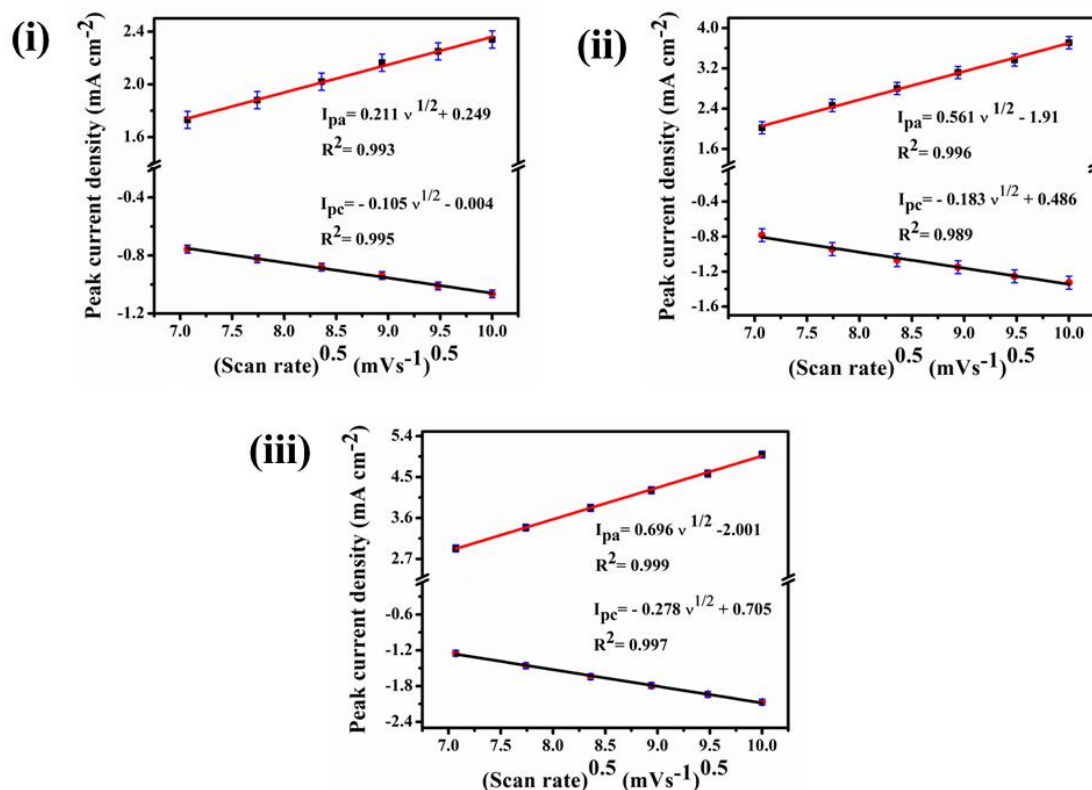 (i)
Peak current density (mA cm-2)
2.4
2.0
1.6
-0.8
-1.2
Ipa= 0.211 ν1/2 + 0.249
R2= 0.993
Ipc= - 0.105 ν1/2 - 0.004
R2= 0.995
7.0 7.5 8.0 8.5 9.0 9.5 10.0
(Scan rate)0.5 (mVs-1)0.5
(ii)
Peak current density (mA cm-2)
4.0
3.2
2.4
1.6
-0.4
-0.8
-1.2
-1.6
Ipa= 0.561 ν1/2 - 1.91
R2= 0.996
Ipc= - 0.183 ν1/2 + 0.486
R2= 0.989
7.0 7.5 8.0 8.5 9.0 9.5 10.0
(Scan rate)0.5 (mVs-1)0.5
(iii)
Peak current density (mA cm-2)
5.4
4.5
3.6
2.7
-0.6
-1.2
-1.8
-2.4
Ipa= 0.696 ν1/2 -2.001
R2= 0.999
Ipc= - 0.278 ν1/2 + 0.705
R2= 0.997
7.0 7.5 8.0 8.5 9.0 9.5 10.0
(Scan rate)0.5 (mVs-1)0.5